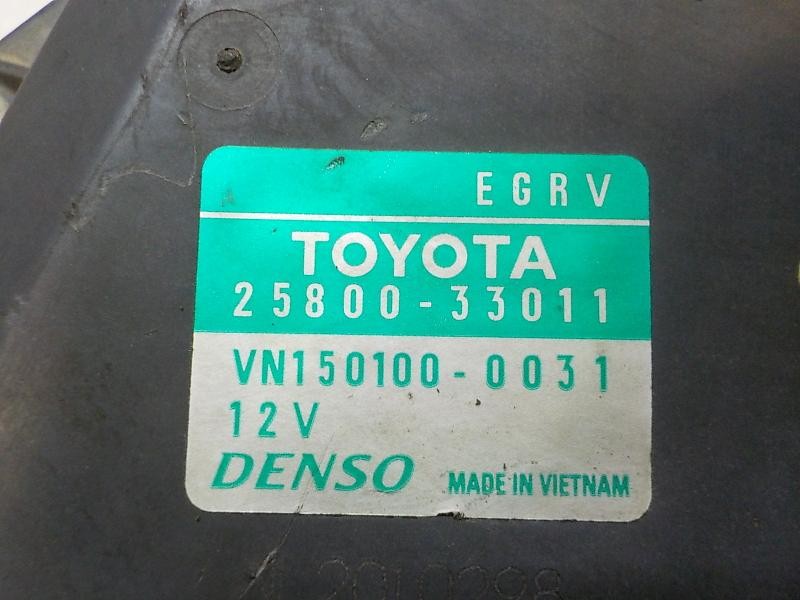 A
EGRV
TOYOTA
25800-33011
VN150100-0031
12V
DENSO MADE IN VIETNAM